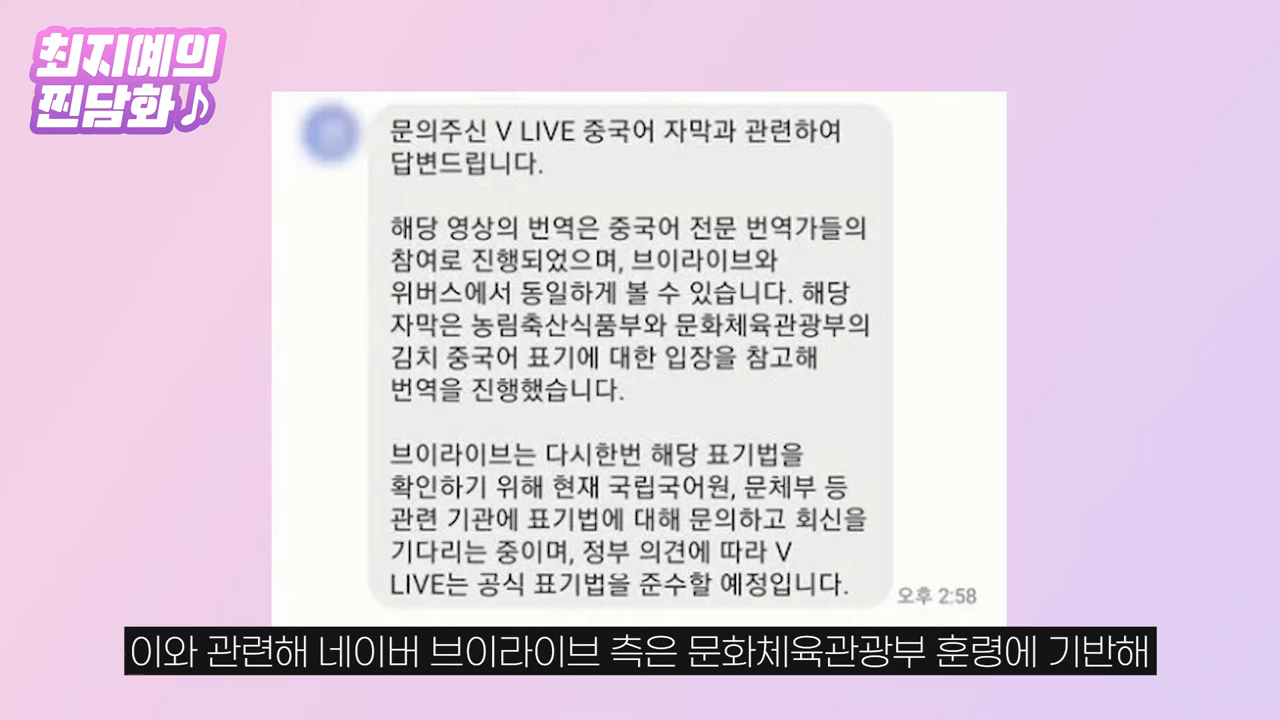 최지예의
찐담화♪
문의주신 V LIVE 중국어 자막과 관련하여
답변드립니다.
해당 영상의 번역은 중국어 전문 번역가들의
참여로 진행되었으며, 브이라이브와
위버스에서 동일하게 볼 수 있습니다. 해당
자막은 농림축산식품부와 문화체육관광부의
김치 중국어 표기에 대한 입장을 참고해
번역을 진행했습니다.
브이라이브는 다시한번 해당 표기법을
확인하기 위해 현재 국립국어원, 문체부 등
관련 기관에 표기법에 대해 문의하고 회신을
기다리는 중이며, 정부 의견에 따라 V
LIVE는 공식 표기법을 준수할 예정입니다.
오후 2:58
이와 관련해 네이버 브이라이브 측은 문화체육관광부 훈령에 기반해